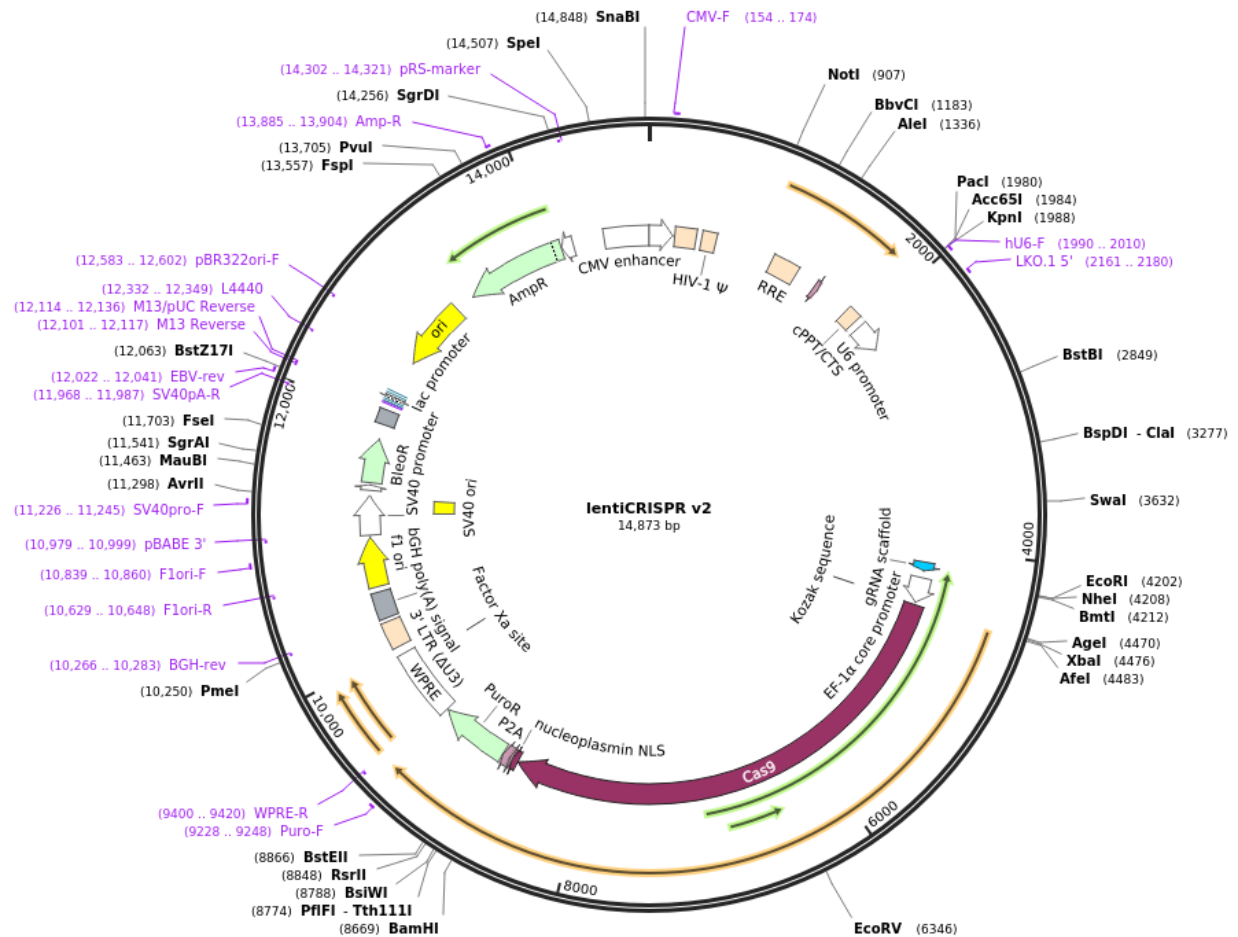 (14,848) SnaBI
CMV-F (154 .. 174)
(14,507) SpeI
(14,302 .. 14,321) pRS-marker
(14,256) SgrDI
(13,885 .. 13,904) Amp-R
(13,705) PvuI
(13,557) FspI
NotI (907)
BbvCI (1183)
AleI (1336)
PacI (1980)
Acc65I (1984)
KpnI (1988)
hU6-F (1990 .. 2010)
LKO.1 5' (2161 .. 2180)
BstBI (2849)
BspDI - ClaI (3277)
SwaI (3632)
EcoRI (4202)
NheI (4208)
BmtI (4212)
AgeI (4470)
XbaI (4476)
AfeI (4483)
EcoRV (6346)
(12,583 .. 12,602) pBR322ori-F
(12,332 .. 12,349) L4440
(12,114 .. 12,136) M13/pUC Reverse
(12,101 .. 12,117) M13 Reverse
(12,063) BstZ17I
(12,022 .. 12,041) EBV-rev
(11,968 .. 11,987) SV40pA-R
(11,703) FseI
(11,541) SgrAI
(11,463) MauBI
(11,298) AvrII
(11,226 .. 11,245) SV40pro-F
(10,979 .. 10,999) pBABE 3'
(10,839 .. 10,860) F1ori-F
(10,629 .. 10,648) F1ori-R
(10,266 .. 10,283) BGH-rev
(10,250) PmeI
(9400 .. 9420) WPRE-R
(9228 .. 9248) Puro-F
(8866) BstEII
(8848) RsrII
(8788) BsiWI
(8774) PflFI - Tth111I
(8669) BamHI
2000
4000
6000
8000
10,000
12,000
14,000
CMV enhancer
HIV-1 Ψ
RRE
cPPT/CTS
U6 promoter
gRNA scaffold
EF-1α core promoter
Kozak sequence
Cas9
nucleoplasmin NLS
P2A
PuroR
WPRE
Factor Xa site
3' LTR (ΔU3)
bGH poly(A) signal
f1 ori
SV40 promoter
SV40 ori
BleoR
lac promoter
ori
AmpR
lentiCRISPR v2
14,873 bp